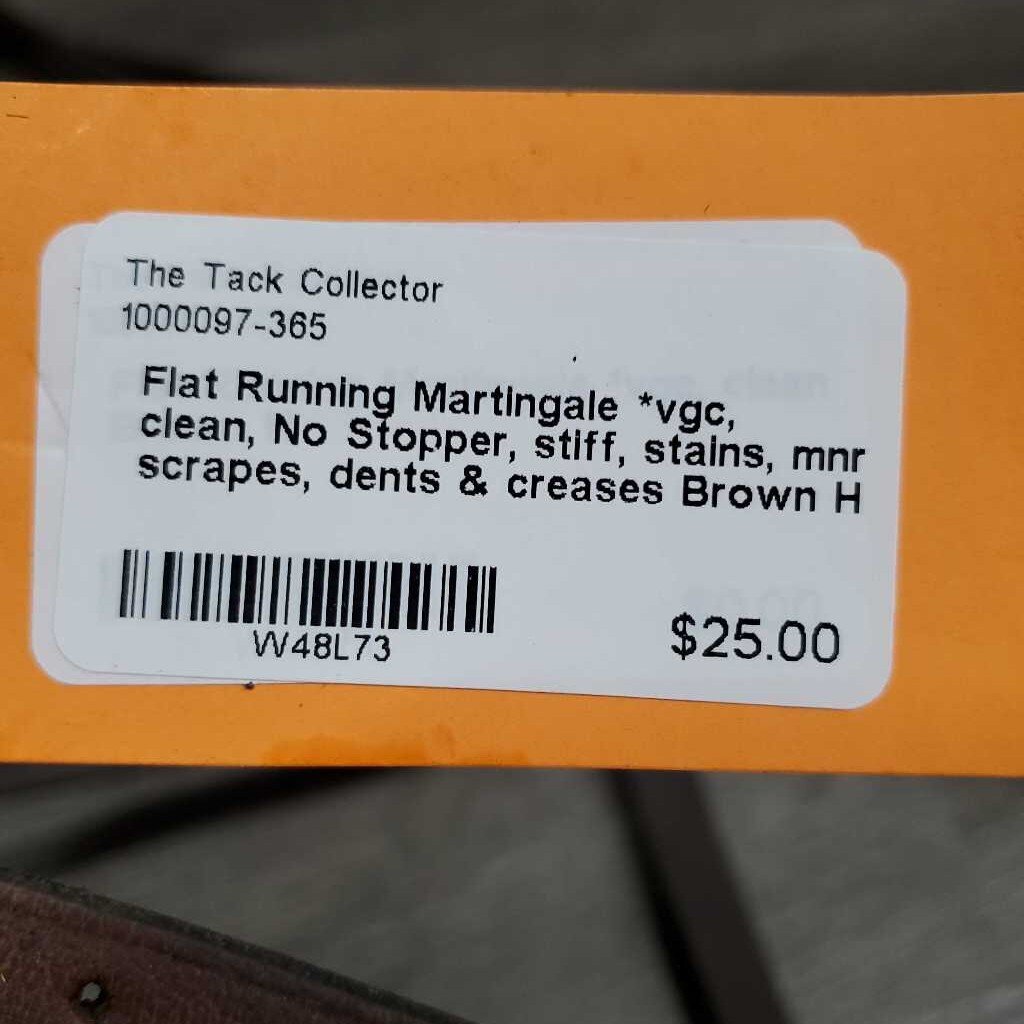 The Tack Collector
1000097-365
Flat Running Martingale *vgc,
clean, No Stopper, stiff, stains, mnr
scrapes, dents & creases Brown H
W48L73
$25.00